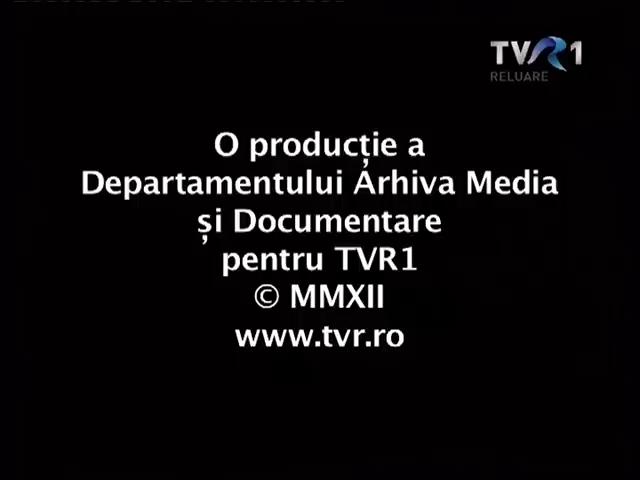 TVR1
RELUARE
O producție a
Departamentului Arhiva Media
și Documentare
pentru TVR1
© MMXII
www.tvr.ro